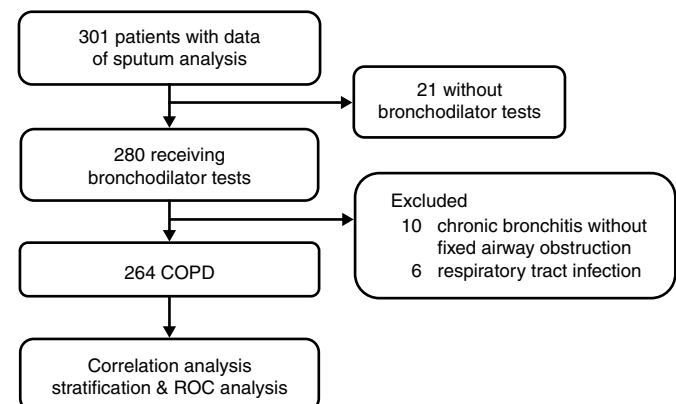 301 patients with data
of sputum analysis
21 without
bronchodilator tests
280 receiving
bronchodilator tests
Excluded
10 chronic bronchitis without
fixed airway obstruction
6 respiratory tract infection
264 COPD
Correlation analysis
stratification & ROC analysis